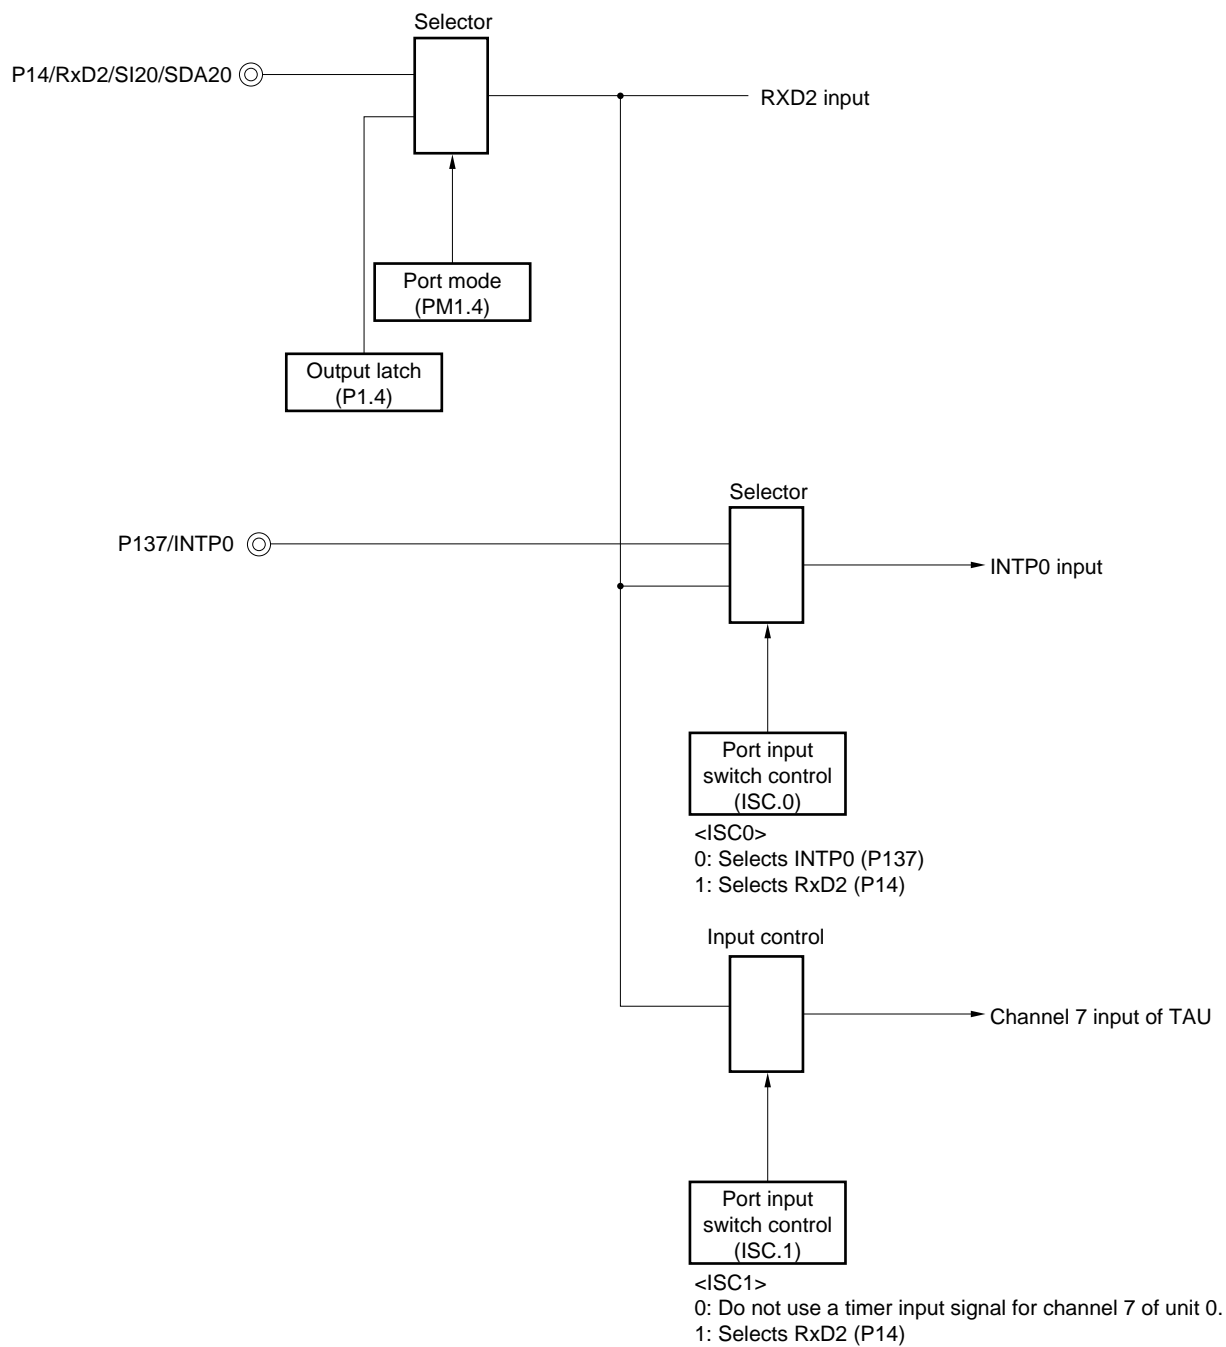 Selector
P14/RxD2/SI20/SDA20
RXD2 input
Port mode
(PM1.4)
Output latch
(P1.4)
Selector
P137/INTP0
INTP0 input
Port input
switch control
(ISC.0)
<ISC0>
0: Selects INTP0 (P137)
1: Selects RxD2 (P14)
Input control
Channel 7 input of TAU
Port input
switch control
(ISC.1)
<ISC1>
0: Do not use a timer input signal for channel 7 of unit 0.
1: Selects RxD2 (P14)